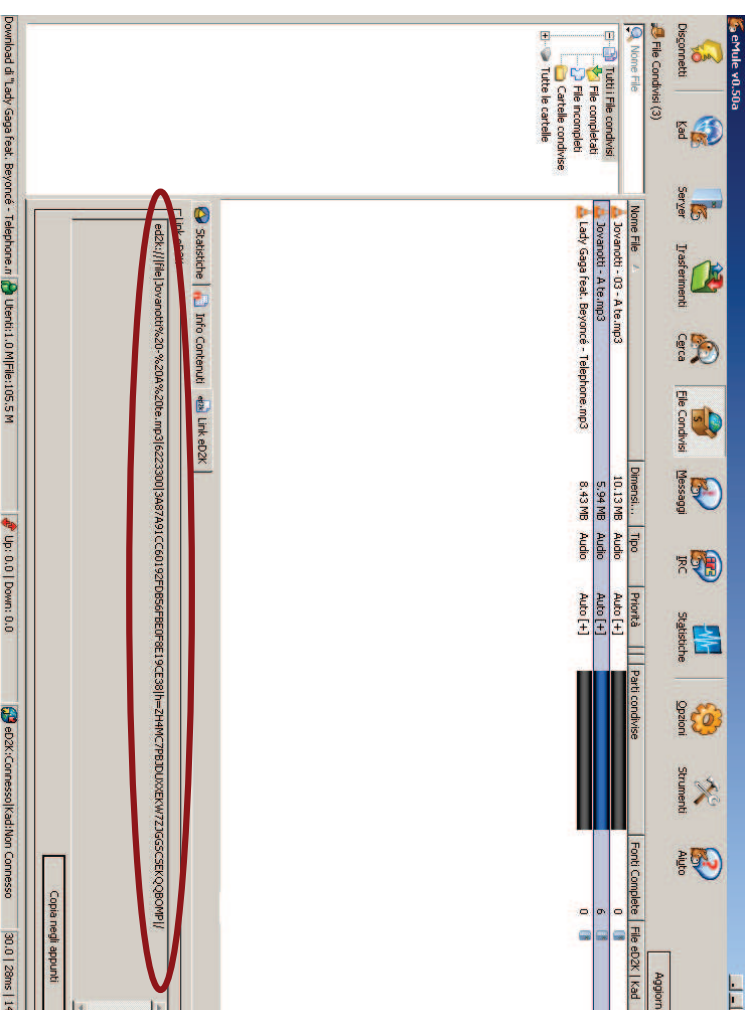 eMule v0.50a
Disconnetti Kad Server Trasferimenti Cerca File Condivisi Messaggi IRC Statistiche Opzioni Strumenti Aiuto
File Condivisi (3)
Aggiorn
Nome File
Tutti i File condivisi
File completati
File incompleti
Cartelle condivise
Tutte le cartelle
Nome File Dimensi... Tipo Priorità Parti condivise Fonti Complete File eD2K | Kad
Jovanotti - 03 - A te.mp3 10.13 MB Audio Auto [+] 0
Jovanotti - A te.mp3 5.94 MB Audio Auto [+] 6
Lady Gaga feat. Beyoncé - Telephone.mp3 8.43 MB Audio Auto [+] 0
Statistiche Info Contenuti Link eD2K
Link eD2K
ed2k://|file|Jovanotti%20-%20A%20te.mp3|6223300|
Copia negli appunti
Download di "Lady Gaga feat. Beyoncé - Telephone.m Utenti:1.0 M|File:105.5 M Up: 0.0 | Down: 0.0 eD2K:Connesso|Kad:Non Connesso 30.0 | 28ms | 14